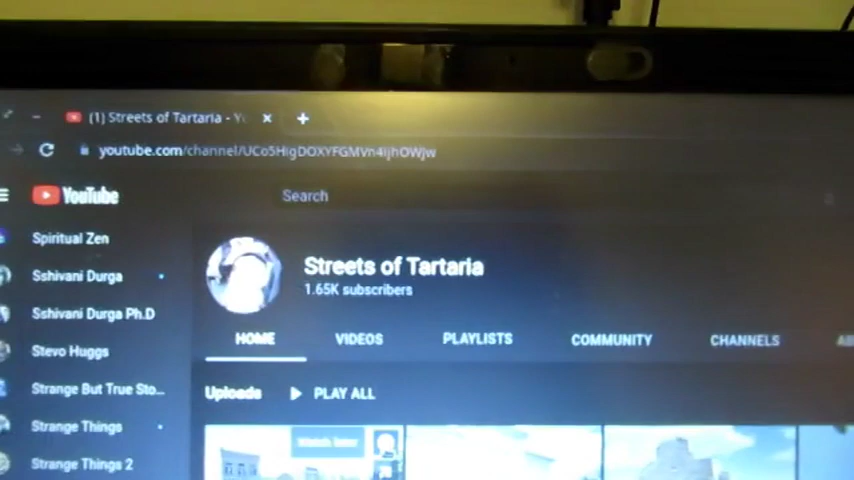 (1) Streets of Tartaria - Y
youtube.com/channel/
YouTube
Search
Spiritual Zen
Sshivani Durga
Sshivani Durga Ph.D
Stevo Huggs
Strange But True Sto...
Strange Things
Strange Things 2
Streets of Tartaria
1.65K subscribers
HOME VIDEOS PLAYLISTS COMMUNITY CHANNELS
Uploads PLAY ALL
Watch later